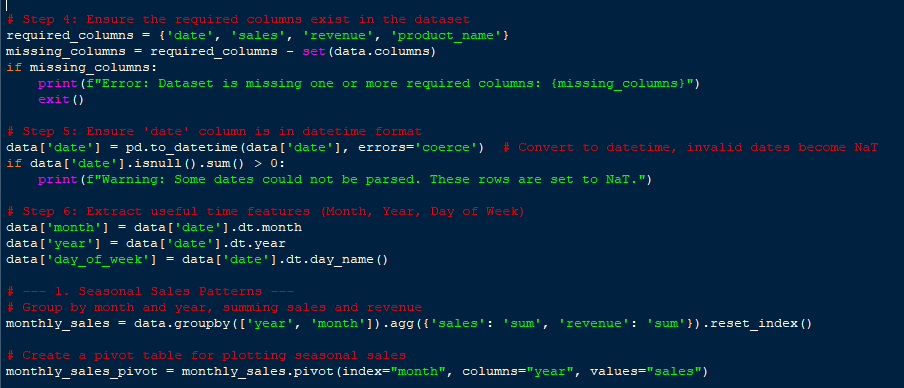 # Step 4: Ensure the required columns exist in the dataset
required_columns = {'date', 'sales', 'revenue', 'product_name'}
missing_columns = required_columns - set(data.columns)
if missing_columns:
    print(f"Error: Dataset is missing one or more required columns: {missing_columns}")
    exit()
# Step 5: Ensure 'date' column is in datetime format
data['date'] = pd.to_datetime(data['date'], errors='coerce')  # Convert to datetime, invalid dates become NaT
if data['date'].isnull().sum() > 0:
    print(f"Warning: Some dates could not be parsed. These rows are set to NaT.")
# Step 6: Extract useful time features (Month, Year, Day of Week)
data['month'] = data['date'].dt.month
data['year'] = data['date'].dt.year
data['day_of_week'] = data['date'].dt.day_name()
# --- 1. Seasonal Sales Patterns ---
# Group by month and year, summing sales and revenue
monthly_sales = data.groupby(['year', 'month']).agg({'sales': 'sum', 'revenue': 'sum'}).reset_index()
# Create a pivot table for plotting seasonal sales
monthly_sales_pivot = monthly_sales.pivot(index="month", columns="year", values="sales")